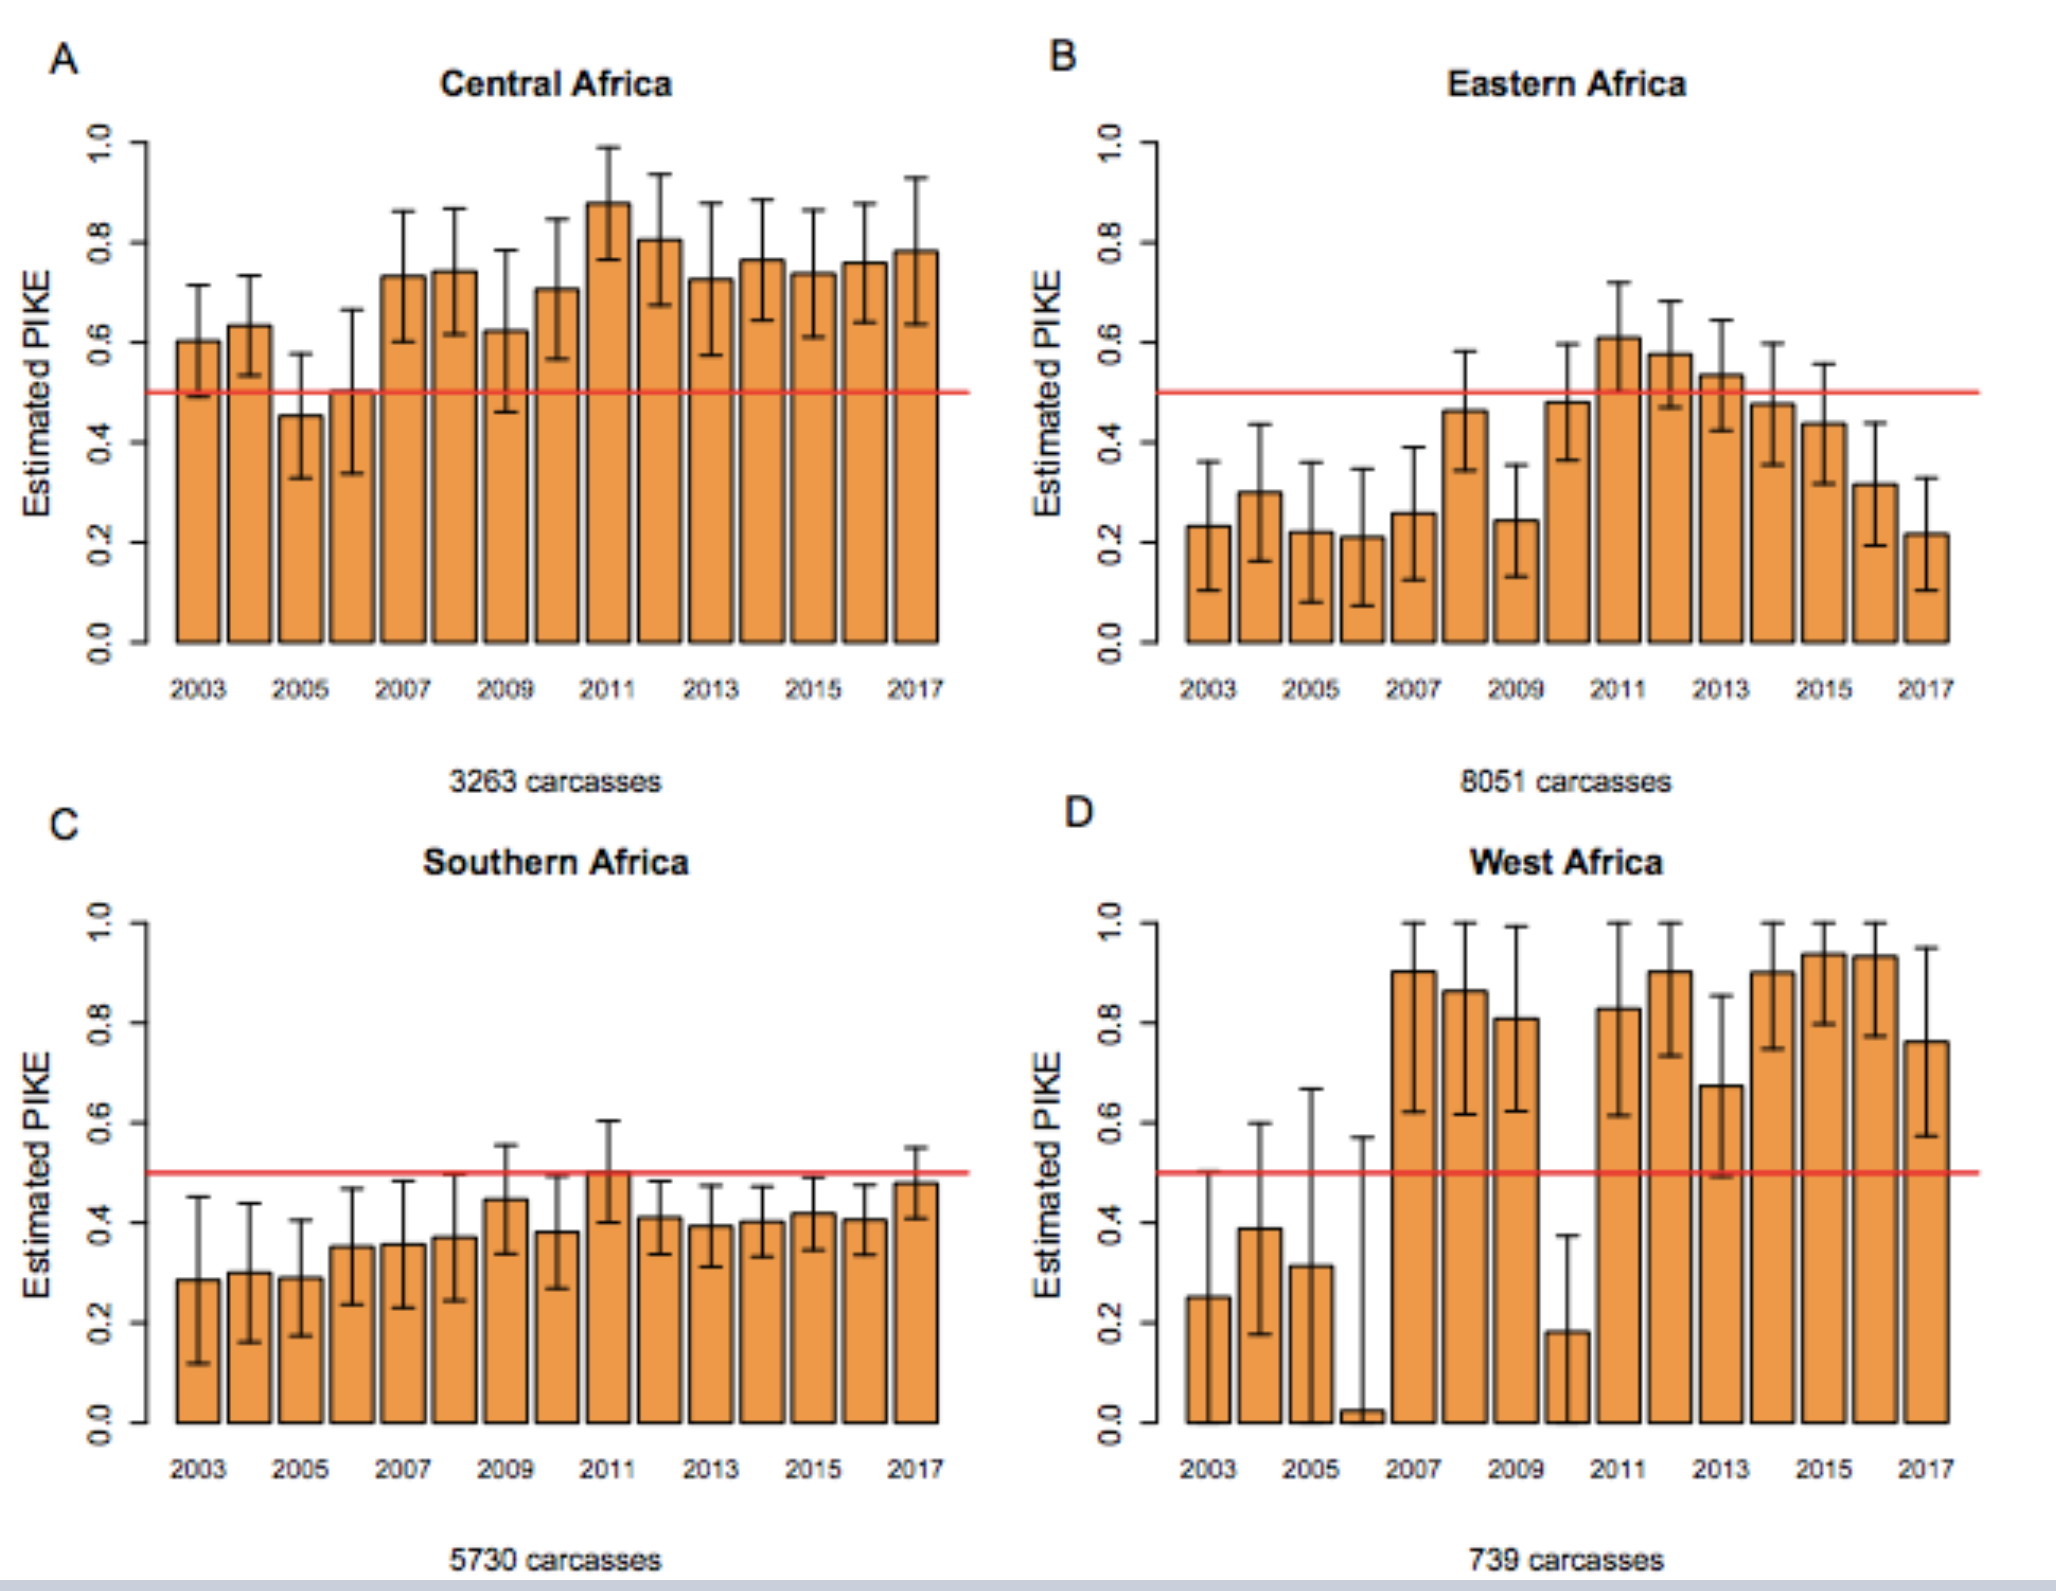 A
Central Africa
Estimated PIKE
1.0
0.8
0.6
0.4
0.2
0.0
2003 2005 2007 2009 2011 2013 2015 2017
3263 carcasses
B
Eastern Africa
Estimated PIKE
1.0
0.8
0.6
0.4
0.2
0.0
2003 2005 2007 2009 2011 2013 2015 2017
8051 carcasses
C
Southern Africa
Estimated PIKE
1.0
0.8
0.6
0.4
0.2
0.0
2003 2005 2007 2009 2011 2013 2015 2017
5730 carcasses
D
West Africa
Estimated PIKE
1.0
0.8
0.6
0.4
0.2
0.0
2003 2005 2007 2009 2011 2013 2015 2017
739 carcasses